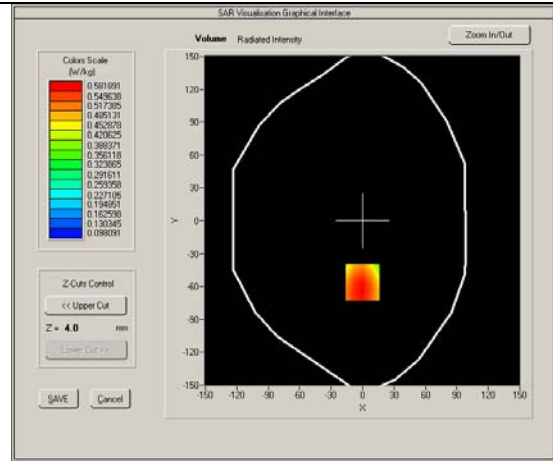 SAR Visualisation Graphical Interface
Volume Radiated Intensity
Zoom In/Out
Colors Scale
(W/kg)
0.581891
0.549638
0.517385
0.485131
0.452878
0.420625
0.388371
0.356118
0.323865
0.291611
0.259358
0.227105
0.194851
0.162598
0.130345
0.098091
Z-Cuts Control
<< Upper Cut
Z = 4.0 mm
Lower Cut >>
SAVE
Cancel
Y
150
120
90
60
30
0
-30
-60
-90
-120
-150
-150 -120 -90 -60 -30 0 30 60 90 120 150
X